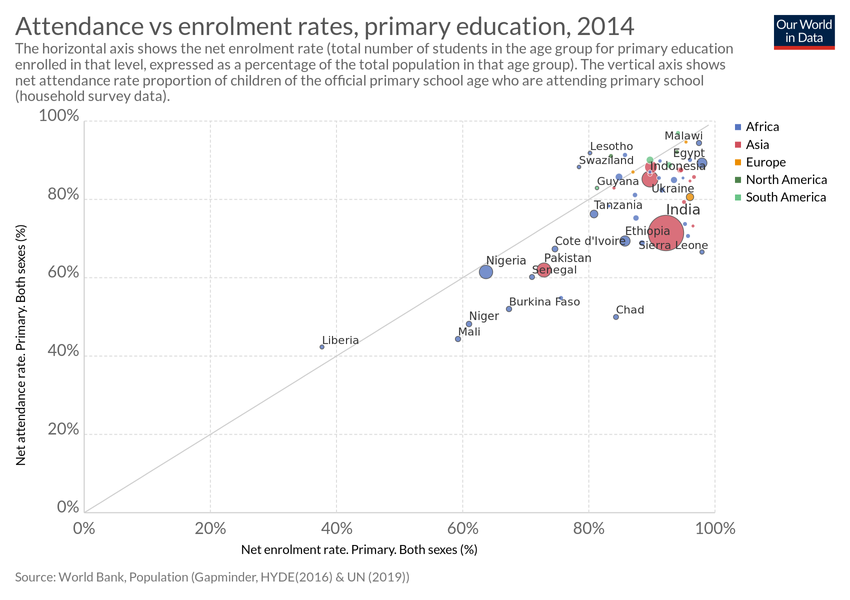 Attendance vs enrolment rates, primary education, 2014
Our World
in Data
The horizontal axis shows the net enrolment rate (total number of students in the age group for primary education
enrolled in that level, expressed as a percentage of the total population in that age group). The vertical axis shows
net attendance rate proportion of children of the official primary school age who are attending primary school
(household survey data).
100%
80%
60%
40%
20%
0%
Net attendance rate. Primary. Both sexes (%)
Malawi
Lesotho
Egypt
Swaziland
Indonesia
Guyana
Ukraine
Tanzania
India
Ethiopia
Cote d'Ivoire
Sierra Leone
Pakistan
Nigeria
Senegal
Burkina Faso
Chad
Niger
Mali
Liberia
0%
20%
40%
60%
80%
100%
Net enrolment rate. Primary. Both sexes (%)
Africa
Asia
Europe
North America
South America
Source: World Bank, Population (Gapminder, HYDE(2016) & UN (2019))